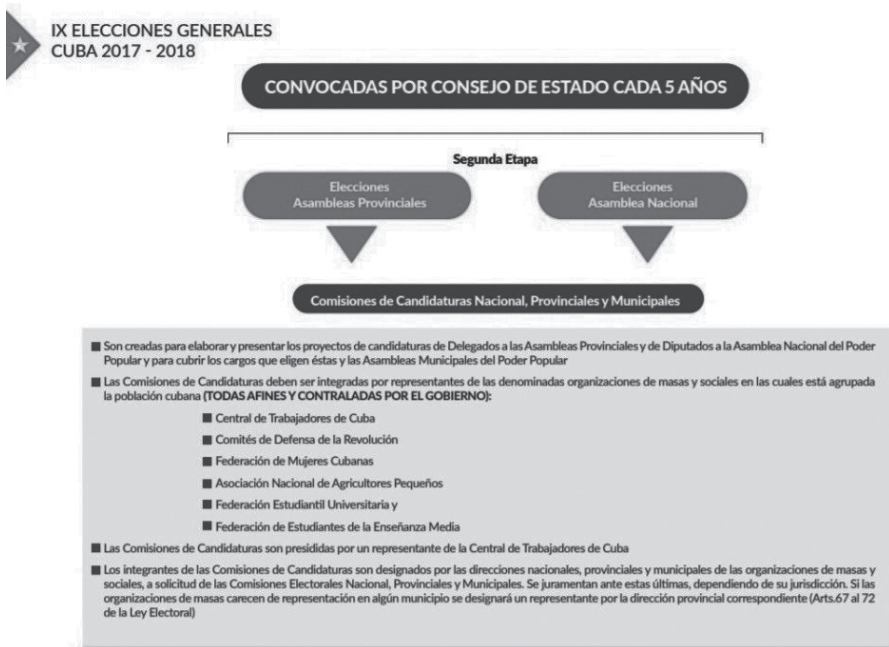 IX ELECCIONES GENERALES
CUBA 2017 - 2018
CONVOCADAS POR CONSEJO DE ESTADO CADA 5 AÑOS
Segunda Etapa
Elecciones
Asambleas Provinciales
Elecciones
Asamblea Nacional
Comisiones de Candidaturas Nacional, Provinciales y Municipales
Son creadas para elaborar y presentar los proyectos de candidaturas de Delegados a las Asambleas Provinciales y de Diputados a la Asamblea Nacional del Poder
Popular y para cubrir los cargos que eligen éstas y las Asambleas Municipales del Poder Popular
Las Comisiones de Candidaturas deben ser integradas por representantes de las denominadas organizaciones de masas y sociales en las cuales está agrupada
la población cubana (TODAS AFINES Y CONTRALADAS POR EL GOBIERNO):
Central de Trabajadores de Cuba
Comités de Defensa de la Revolución
Federación de Mujeres Cubanas
Asociación Nacional de Agricultores Pequeños
Federación Estudiantil Universitaria y
Federación de Estudiantes de la Enseñanza Media
Las Comisiones de Candidaturas son presididas por un representante de la Central de Trabajadores de Cuba
Los integrantes de las Comisiones de Candidaturas son designados por las direcciones nacionales, provinciales y municipales de las organizaciones de masas y
sociales, a solicitud de las Comisiones Electorales Nacional, Provinciales y Municipales. Se juramentan ante estas últimas, dependiendo de su jurisdicción. Si las
organizaciones de masas carecen de representación en algún municipio se designará un representante por la dirección provincial correspondiente (Arts.67 al 72
de la Ley Electoral)